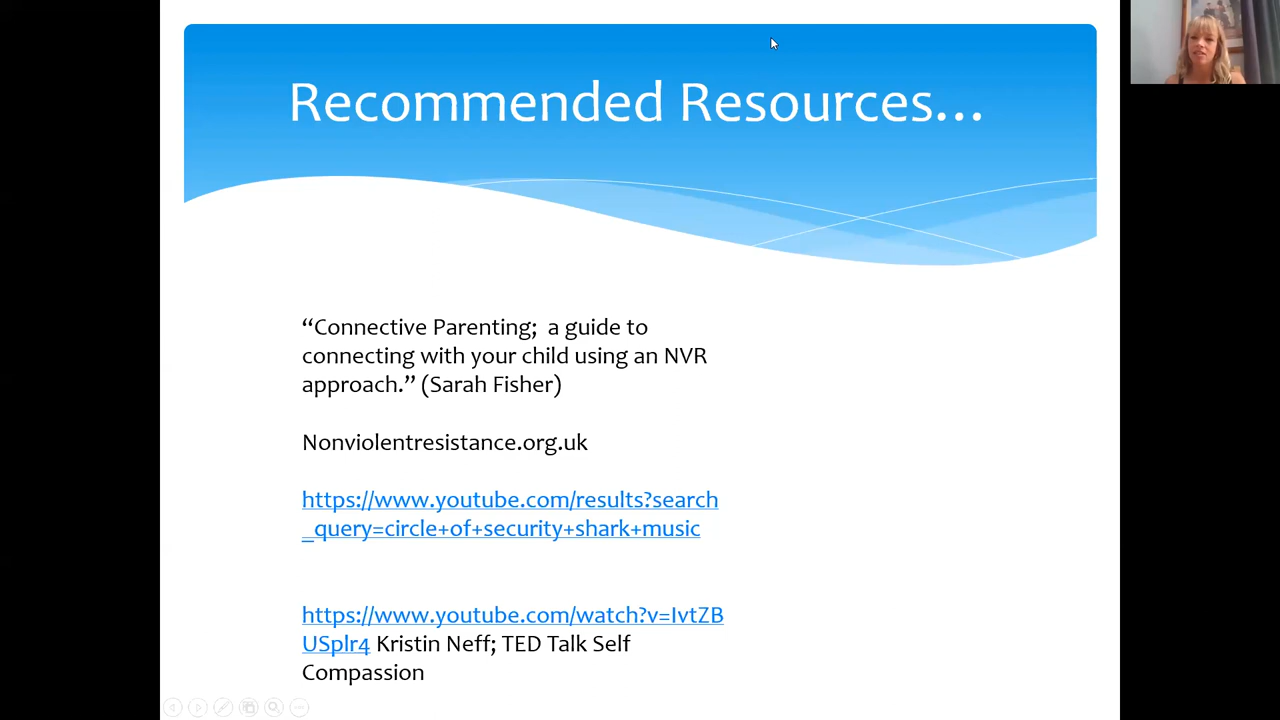 Recommended Resources...
“Connective Parenting;  a guide to
connecting with your child using an NVR
approach.” (Sarah Fisher)
Nonviolentresistance.org.uk
https://www.youtube.com/results?search
_query=circle+of+security+shark+music
https://www.youtube.com/watch?v=IvtZB
USplr4 Kristin Neff; TED Talk Self
Compassion